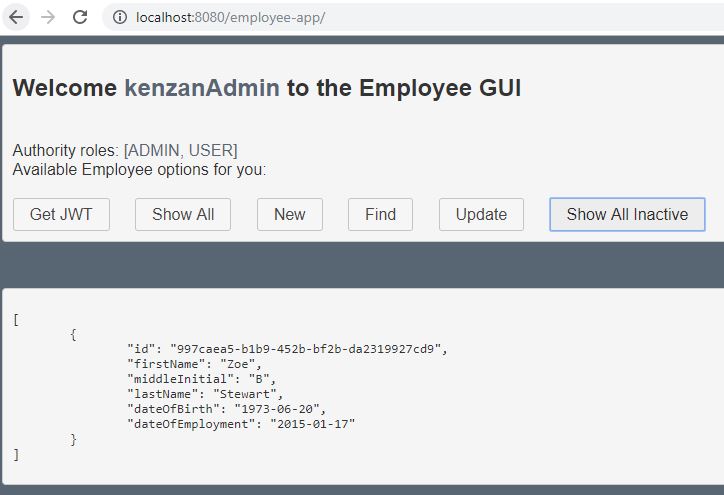 localhost:8080/employee-app/
Welcome kenzanAdmin to the Employee GUI
Authority roles: [ADMIN, USER]
Available Employee options for you:
Get JWT Show All New Find Update Show All Inactive
[
{
"id": "997caea5-b1b9-452b-bf2b-da2319927cd9",
"firstName": "Zoe",
"middleInitial": "B",
"lastName": "Stewart",
"dateOfBirth": "1973-06-20",
"dateOfEmployment": "2015-01-17"
}
]